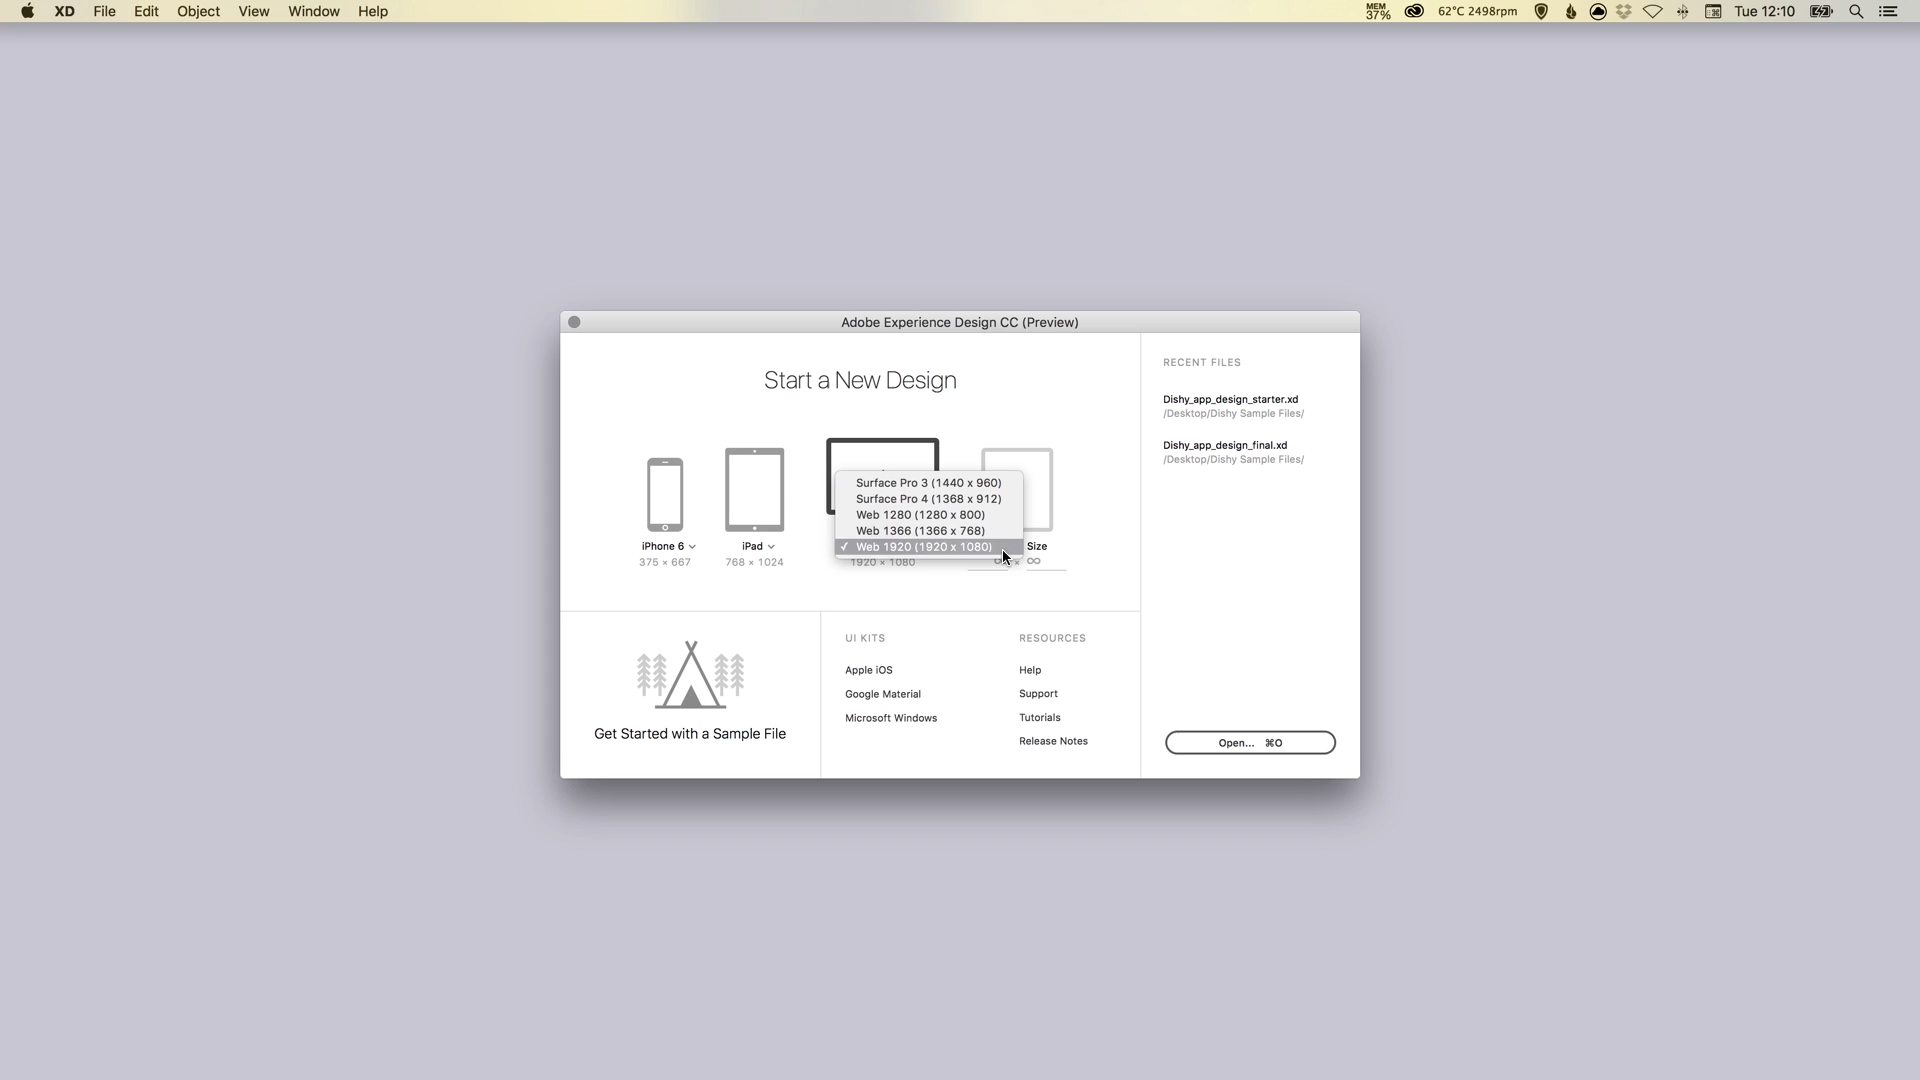 XD File Edit Object View Window Help
MEM
37%
62°C 2498rpm
Tue 12:10
Adobe Experience Design CC (Preview)
Start a New Design
Surface Pro 3 (1440 x 960)
Surface Pro 4 (1368 x 912)
Web 1280 (1280 x 800)
Web 1366 (1366 x 768)
✓ Web 1920 (1920 x 1080)
iPhone 6
375 × 667
iPad
768 × 1024
1920 × 1080
Size
× ∞
RECENT FILES
Dishy_app_design_starter.xd
/Desktop/Dishy Sample Files/
Dishy_app_design_final.xd
/Desktop/Dishy Sample Files/
Open... ⌘O
Get Started with a Sample File
UI KITS
Apple iOS
Google Material
Microsoft Windows
RESOURCES
Help
Support
Tutorials
Release Notes